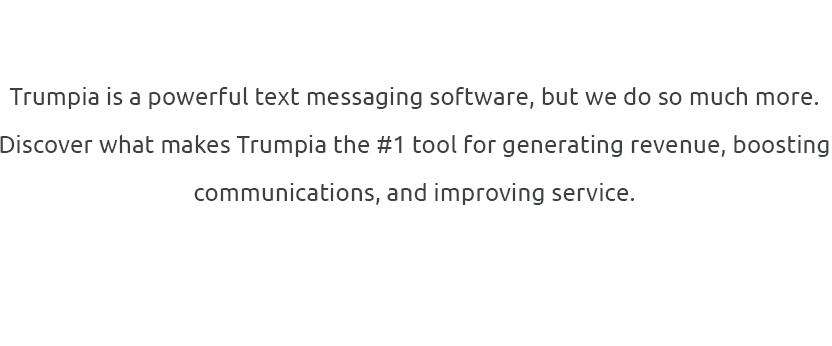 Trumpia is a powerful text messaging software, but we do so much more.
Discover what makes Trumpia the #1 tool for generating revenue, boosting
communications, and improving service.